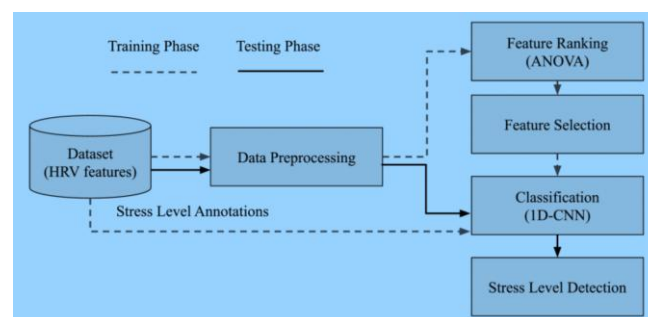 Training Phase
Testing Phase
Feature Ranking
(ANOVA)
Feature Selection
Dataset
(HRV features)
Data Preprocessing
Classification
(1D-CNN)
Stress Level Annotations
Stress Level Detection